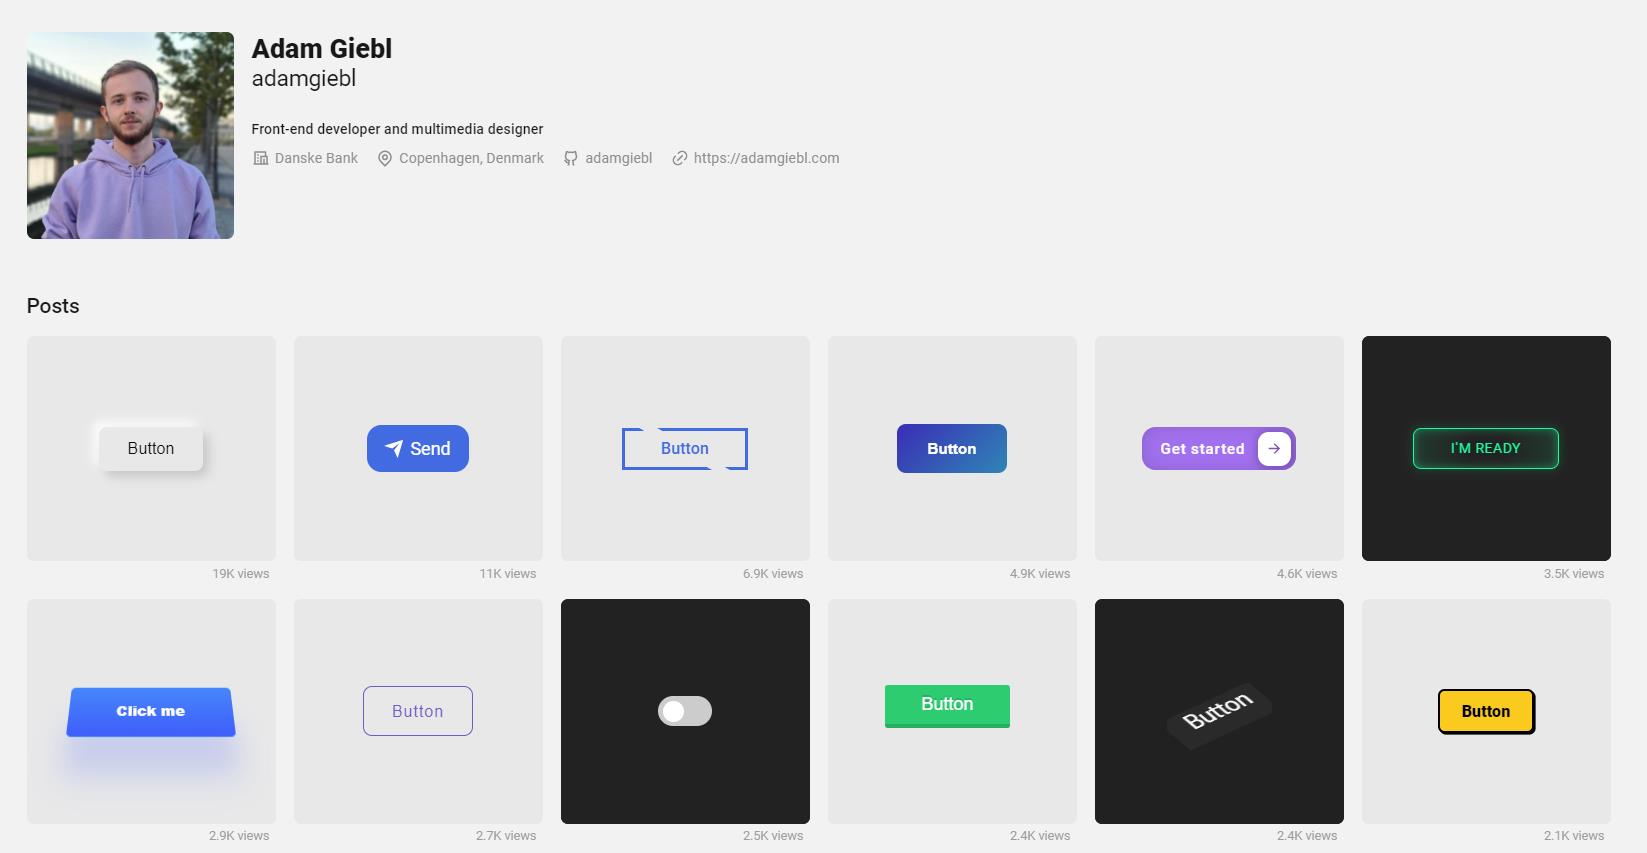 Adam Giebl
adamgiebl
Front-end developer and multimedia designer
Danske Bank Copenhagen, Denmark adamgiebl https://adamgiebl.com
Posts
Button Send Button Button Get started I'M READY
19K views 11K views 6.9K views 4.9K views 4.6K views 3.5K views
Click me Button Button Button Button
2.9K views 2.7K views 2.5K views 2.4K views 2.4K views 2.1K views